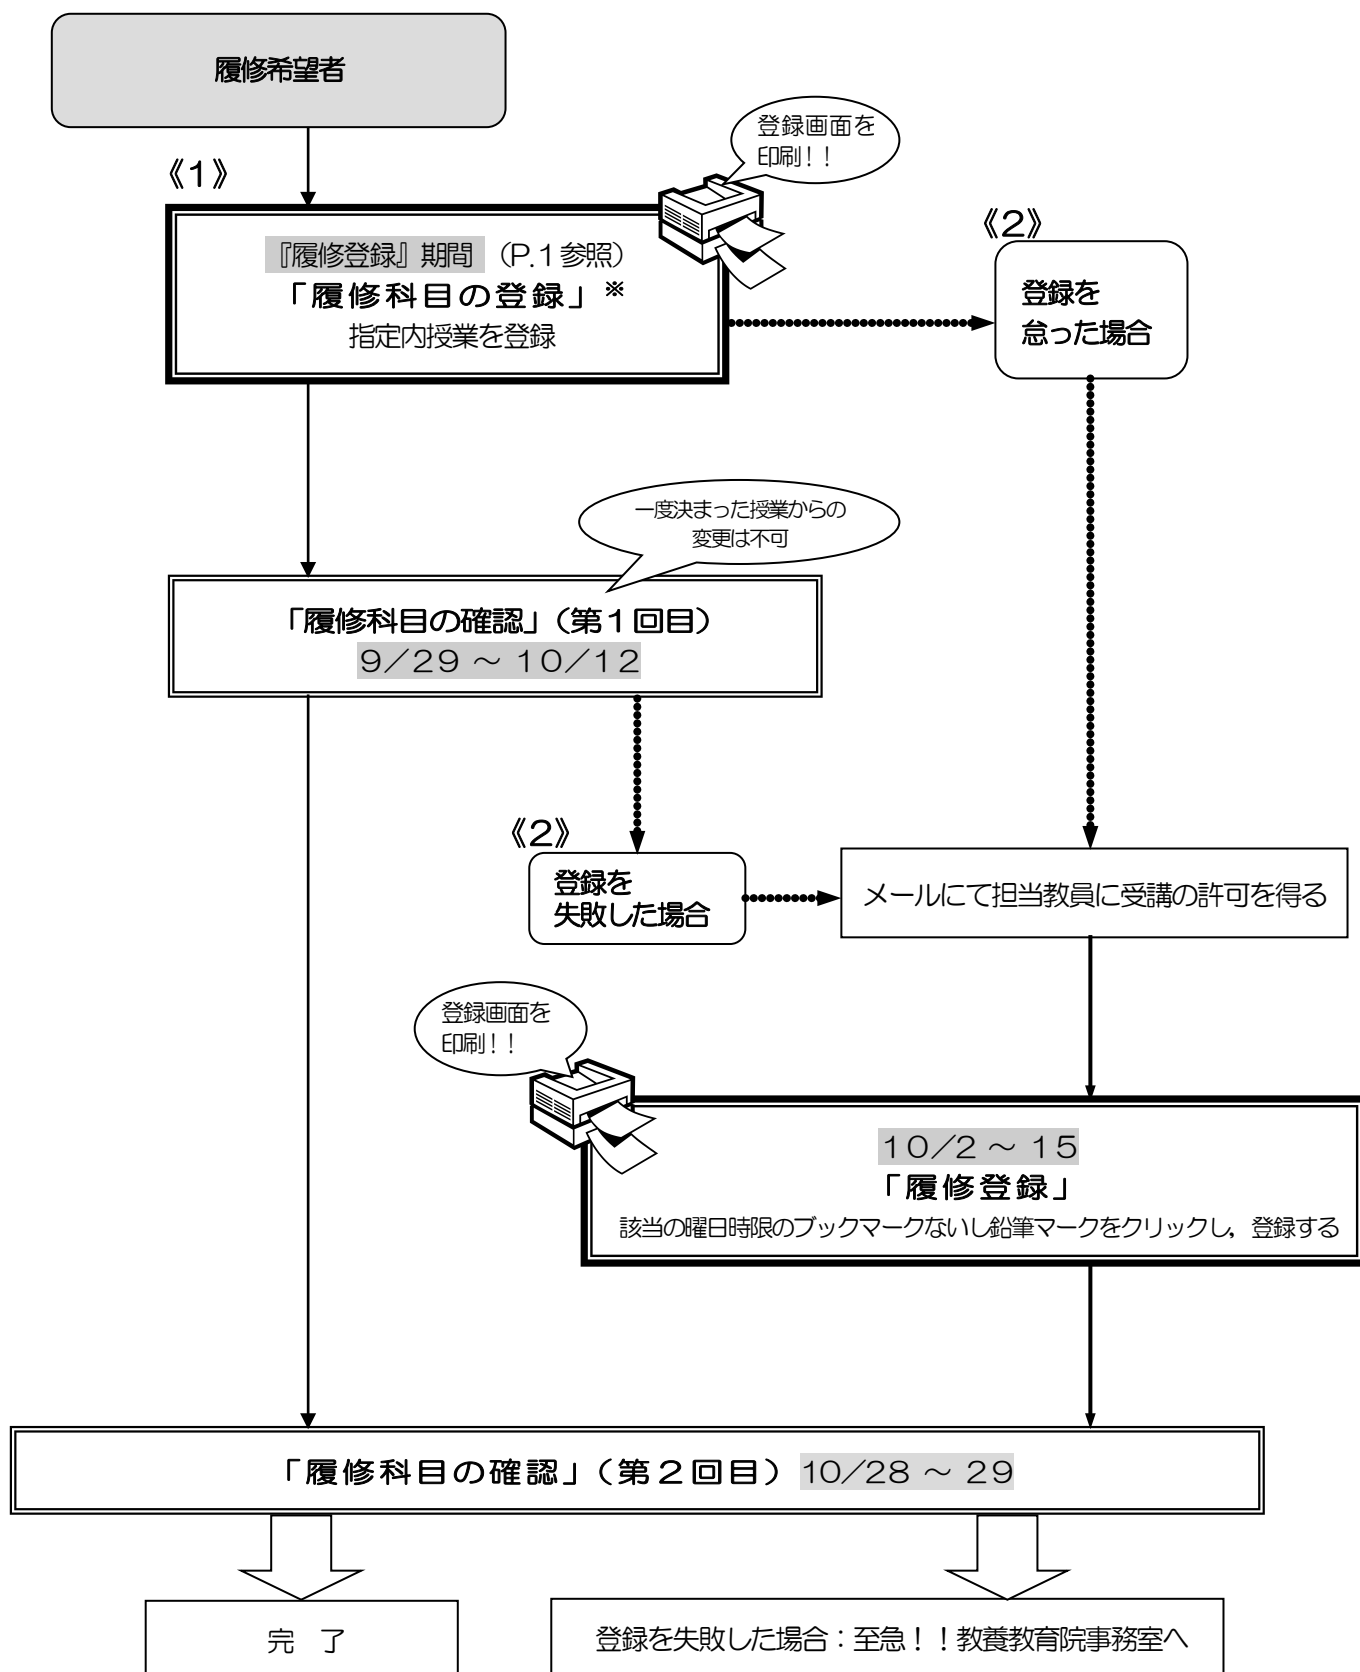 履修希望者
登録画面を
印刷！！
《1》
『履修登録』期間 （P.1参照）
「履修科目の登録」※
指定内授業を登録
《2》
登録を
怠った場合
一度決まった授業からの
変更は不可
「履修科目の確認」（第１回目）
９／２９ ～ １０／１２
《2》
登録を
失敗した場合
メールにて担当教員に受講の許可を得る
登録画面を
印刷！！
１０／２ ～ １５
「履修登録」
該当の曜日時限のブックマークないし鉛筆マークをクリックし，登録する
「履修科目の確認」（第２回目） 10／28 ～ 29
完　了
登録を失敗した場合：至急！！教養教育院事務室へ